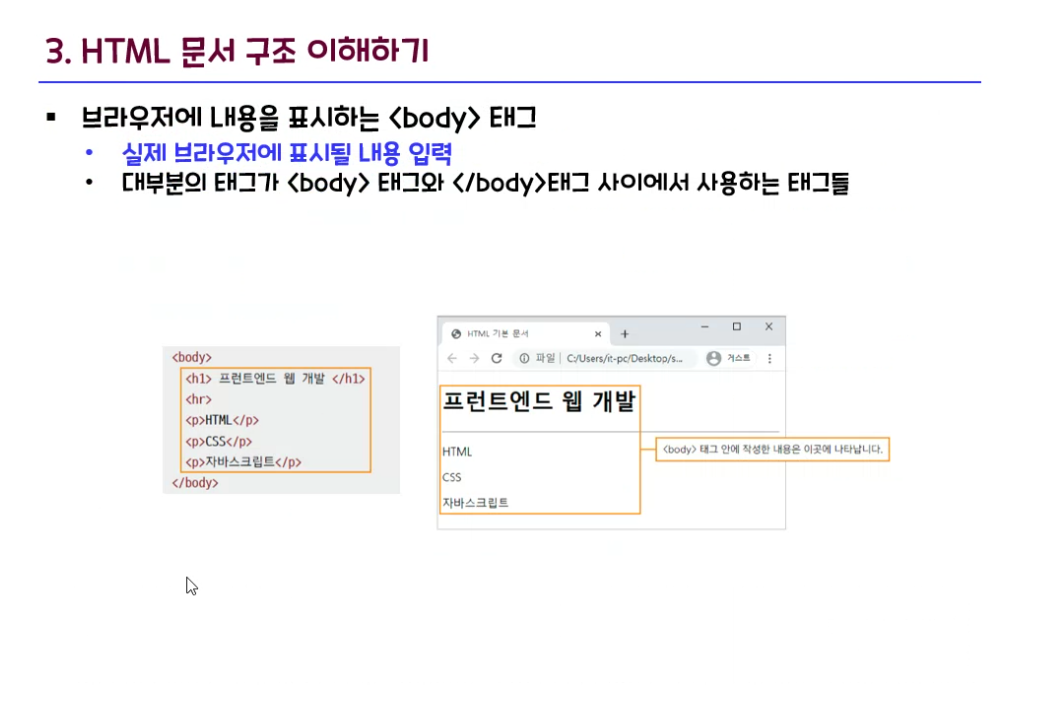 3. HTML 문서 구조 이해하기
▪ 브라우저에 내용을 표시하는 <body> 태그
• 실제 브라우저에 표시될 내용 입력
• 대부분의 태그가 <body> 태그와 </body>태그 사이에서 사용하는 태그들
<body>
<h1> 프런트엔드 웹 개발 </h1>
<hr>
<p>HTML</p>
<p>CSS</p>
<p>자바스크립트</p>
</body>
HTML 기본 문서
파일 | C:/Users/it-pc/Desktop/s... 게스트
프런트엔드 웹 개발
HTML
CSS
자바스크립트
<body> 태그 안에 작성한 내용은 이곳에 나타납니다.